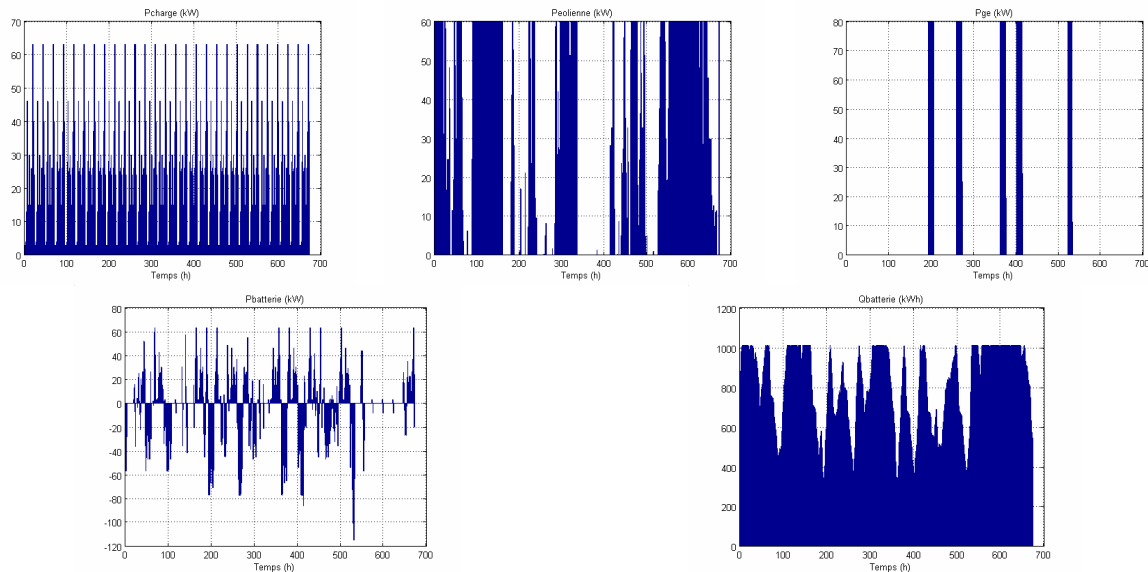 Pcharge (kW)
70
60
50
40
30
20
10
0
0 100 200 300 400 500 600 700
Temps (h)
Peolienne (kW)
60
50
40
30
20
10
0
0 100 200 300 400 500 600 700
Temps (h)
Pge (kW)
80
70
60
50
40
30
20
10
0
0 100 200 300 400 500 600 700
Temps (h)
Pbatterie (kW)
80
60
40
20
0
-20
-40
-60
-80
-100
-120
0 100 200 300 400 500 600 700
Temps (h)
Qbatterie (kWh)
1200
1000
800
600
400
200
0
0 100 200 300 400 500 600 700
Temps (h)